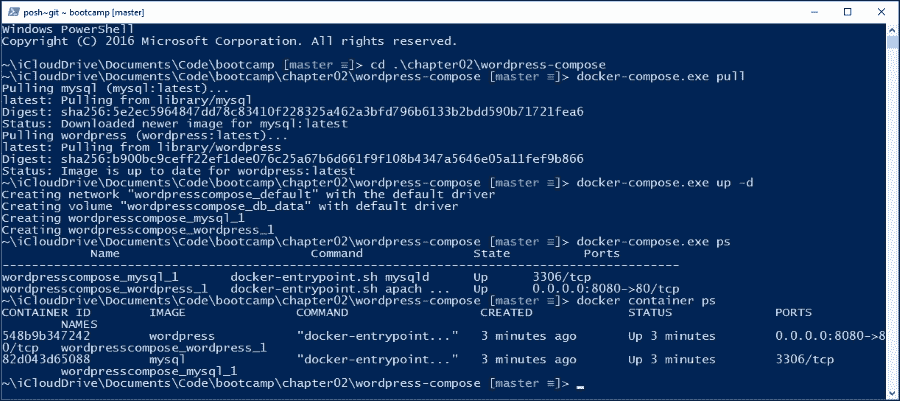 posh~git ~ bootcamp [master]
Windows PowerShell
Copyright (C) 2016 Microsoft Corporation. All rights reserved.
~\iCloudDrive\Documents\Code\bootcamp [master ≡]> cd .\chapter02\wordpress-compose
~\iCloudDrive\Documents\Code\bootcamp\chapter02\wordpress-compose [master ≡]> docker-compose.exe pull
Pulling mysql (mysql:latest)...
latest: Pulling from library/mysql
Digest: sha256:5e2ec5964847dd78c83410f228325a462a3bfd796b6133b2bdd590b71721fea6
Status: Downloaded newer image for mysql:latest
Pulling wordpress (wordpress:latest)...
latest: Pulling from library/wordpress
Digest: sha256:b900bc9ceff22ef1dee076c25a67b6d661f9f108b4347a5646e05a11fef9b866
Status: Image is up to date for wordpress:latest
~\iCloudDrive\Documents\Code\bootcamp\chapter02\wordpress-compose [master ≡]> docker-compose.exe up -d
Creating network "wordpresscompose_default" with the default driver
Creating volume "wordpresscompose_db_data" with default driver
Creating wordpresscompose_mysql_1
Creating wordpresscompose_wordpress_1
~\iCloudDrive\Documents\Code\bootcamp\chapter02\wordpress-compose [master ≡]> docker-compose.exe ps
Name Command State Ports
--------------------------------------------------------------------------------------
wordpresscompose_mysql_1 docker-entrypoint.sh mysqld Up 3306/tcp
wordpresscompose_wordpress_1 docker-entrypoint.sh apach ... Up 0.0.0.0:8080->80/tcp
~\iCloudDrive\Documents\Code\bootcamp\chapter02\wordpress-compose [master ≡]> docker container ps
CONTAINER ID IMAGE COMMAND CREATED STATUS PORTS
NAMES
548b9b347242 wordpress "docker-entrypoint..." 3 minutes ago Up 3 minutes 0.0.0.0:8080->8
0/tcp wordpresscompose_wordpress_1
82d043d65088 mysql "docker-entrypoint..." 3 minutes ago Up 3 minutes 3306/tcp
wordpresscompose_mysql_1
~\iCloudDrive\Documents\Code\bootcamp\chapter02\wordpress-compose [master ≡]> _